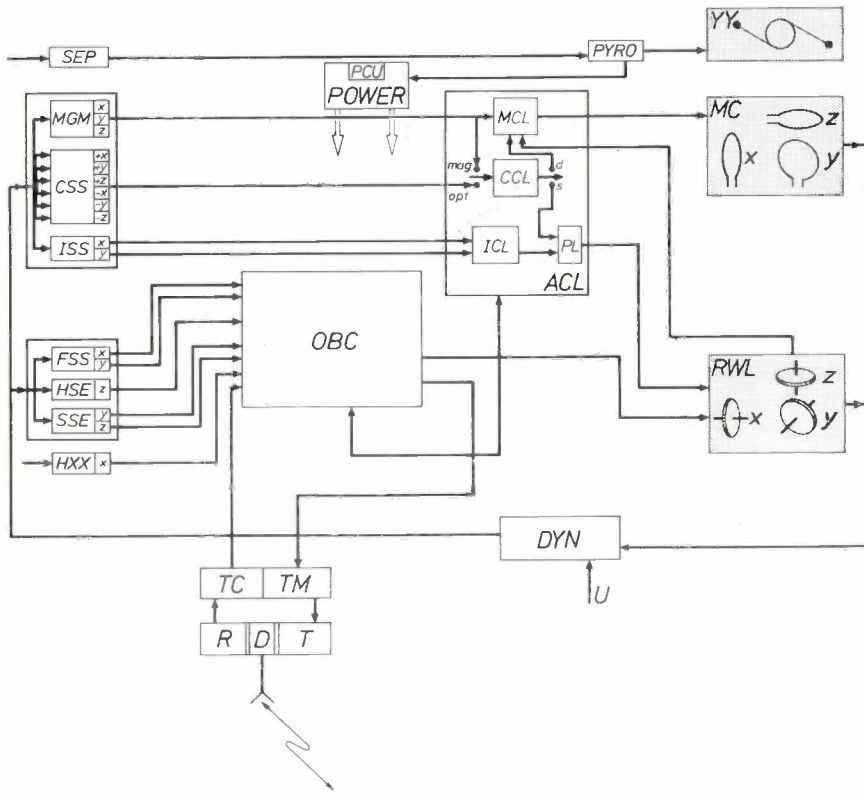 YY
SEP
PYRO
PCU
POWER
MGM x y z
MCL
MC
z
x
y
mag
opt
CCL
d
s
CSS +x +y +z -x -y -z
ISS x y
ICL
PL
ACL
OBC
FSS x y
HSE z
SSE y z
HXX x
RWL
z
x
y
DYN
U
TC TM
R D T